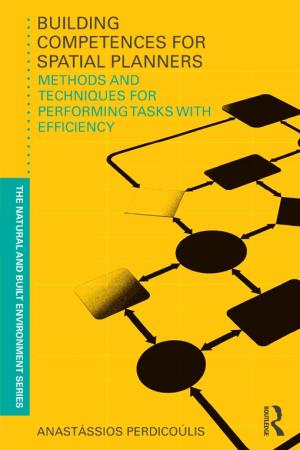 BUILDING
COMPETENCES FOR
SPATIAL PLANNERS
METHODS AND
TECHNIQUES FOR
PERFORMING TASKS WITH
EFFICIENCY
THE NATURAL AND BUILT ENVIRONMENT SERIES
ANASTÁSSIOS PERDICOÚLIS
ROUTLEDGE